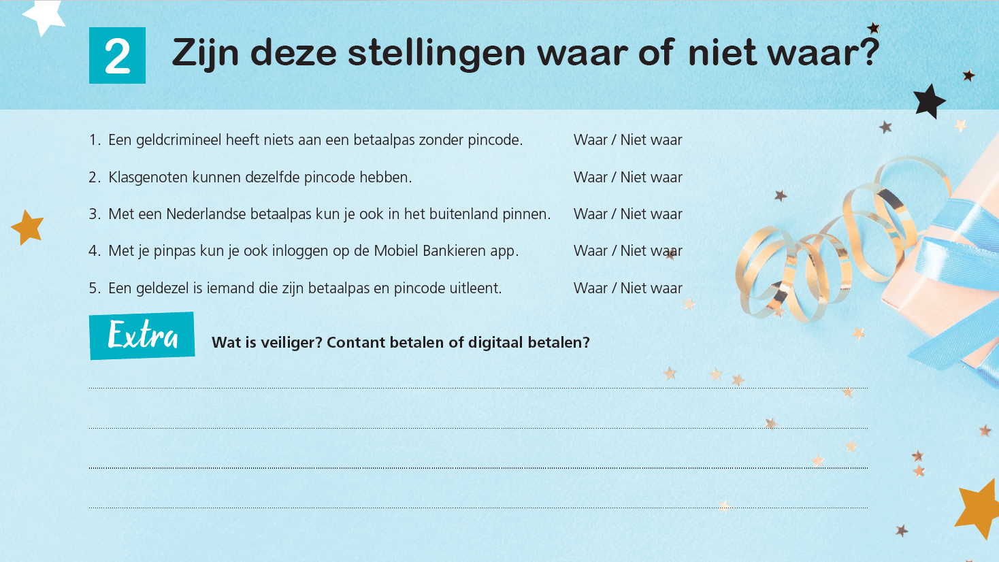 2 Zijn deze stellingen waar of niet waar?
1. Een geldcrimineel heeft niets aan een betaalpas zonder pincode. Waar / Niet waar
2. Klasgenoten kunnen dezelfde pincode hebben. Waar / Niet waar
3. Met een Nederlandse betaalpas kun je ook in het buitenland pinnen. Waar / Niet waar
4. Met je pinpas kun je ook inloggen op de Mobiel Bankieren app. Waar / Niet waar
5. Een geldezel is iemand die zijn betaalpas en pincode uitleent. Waar / Niet waar
Extra Wat is veiliger? Contant betalen of digitaal betalen?